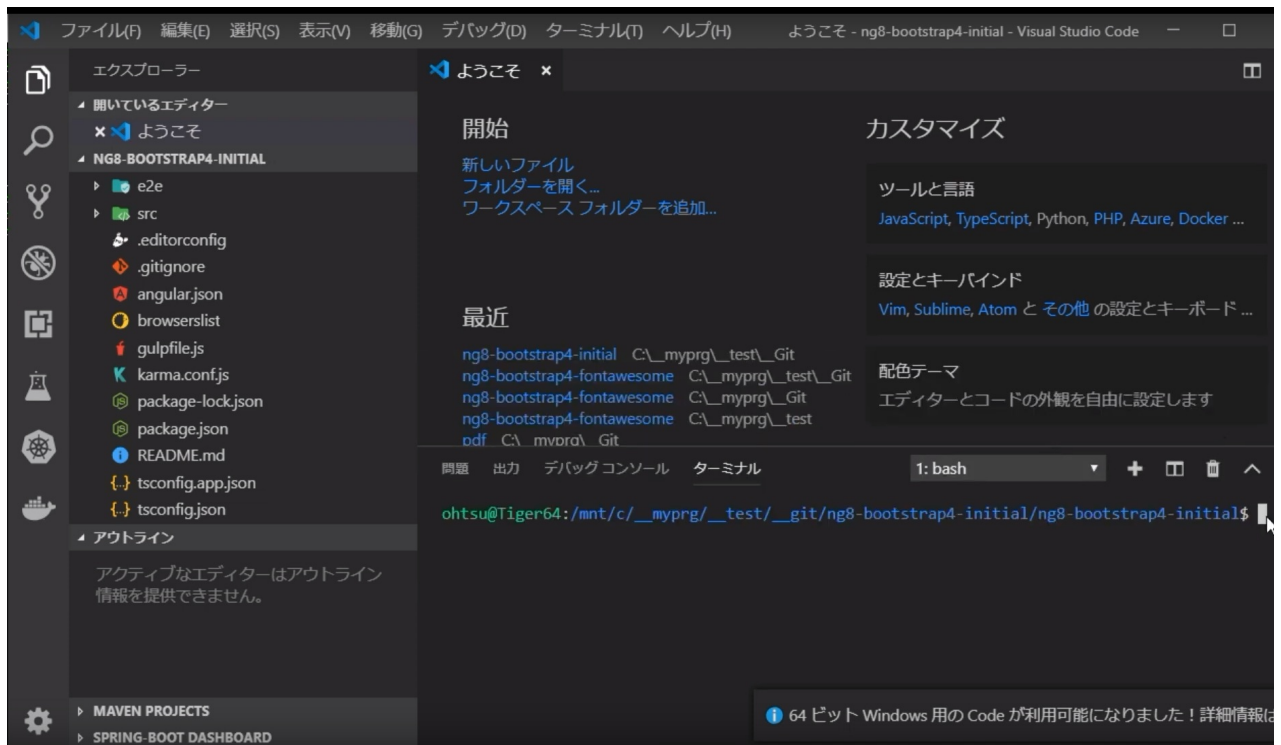 ファイル(F) 編集(E) 選択(S) 表示(V) 移動(G) デバッグ(D) ターミナル(T) ヘルプ(H) ようこそ - ng8-bootstrap4-initial - Visual Studio Code
エクスプローラー
開いているエディター
ようこそ
NG8-BOOTSTRAP4-INITIAL
e2e
src
.editorconfig
.gitignore
angular.json
browserslist
gulpfile.js
karma.conf.js
package-lock.json
package.json
README.md
tsconfig.app.json
tsconfig.json
アウトライン
アクティブなエディターはアウトライン
情報を提供できません。
MAVEN PROJECTS
SPRING-BOOT DASHBOARD
ようこそ
開始
新しいファイル
フォルダーを開く...
ワークスペース フォルダーを追加...
最近
ng8-bootstrap4-initial C:\__myprg\__test\__Git
ng8-bootstrap4-fontawesome C:\__myprg\__test\__Git
ng8-bootstrap4-fontawesome C:\__myprg\__Git
ng8-bootstrap4-fontawesome C:\__myprg\__test
pdf C:\__myprg\__Git
カスタマイズ
ツールと言語
JavaScript, TypeScript, Python, PHP, Azure, Docker ...
設定とキーバインド
Vim, Sublime, Atom と その他 の設定とキーボード ...
配色テーマ
エディターとコードの外観を自由に設定します
問題 出力 デバッグ コンソール ターミナル 1: bash
ohtsu@Tiger64:/mnt/c/__myprg/__test/__git/ng8-bootstrap4-initial/ng8-bootstrap4-initial$
64 ビット Windows 用の Code が利用可能になりました！詳細情報は